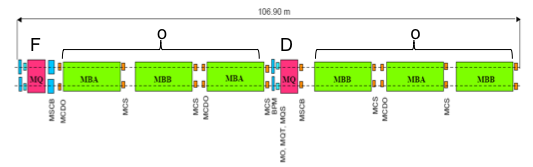 106.90 m
F O D O
MQ MBA MBB MBA MQ MBB MBA MBB
MSCB MCDO MCS MCS MCDO MCS BPM MO, MQT, MQS MSCB MCS MCDO MCS